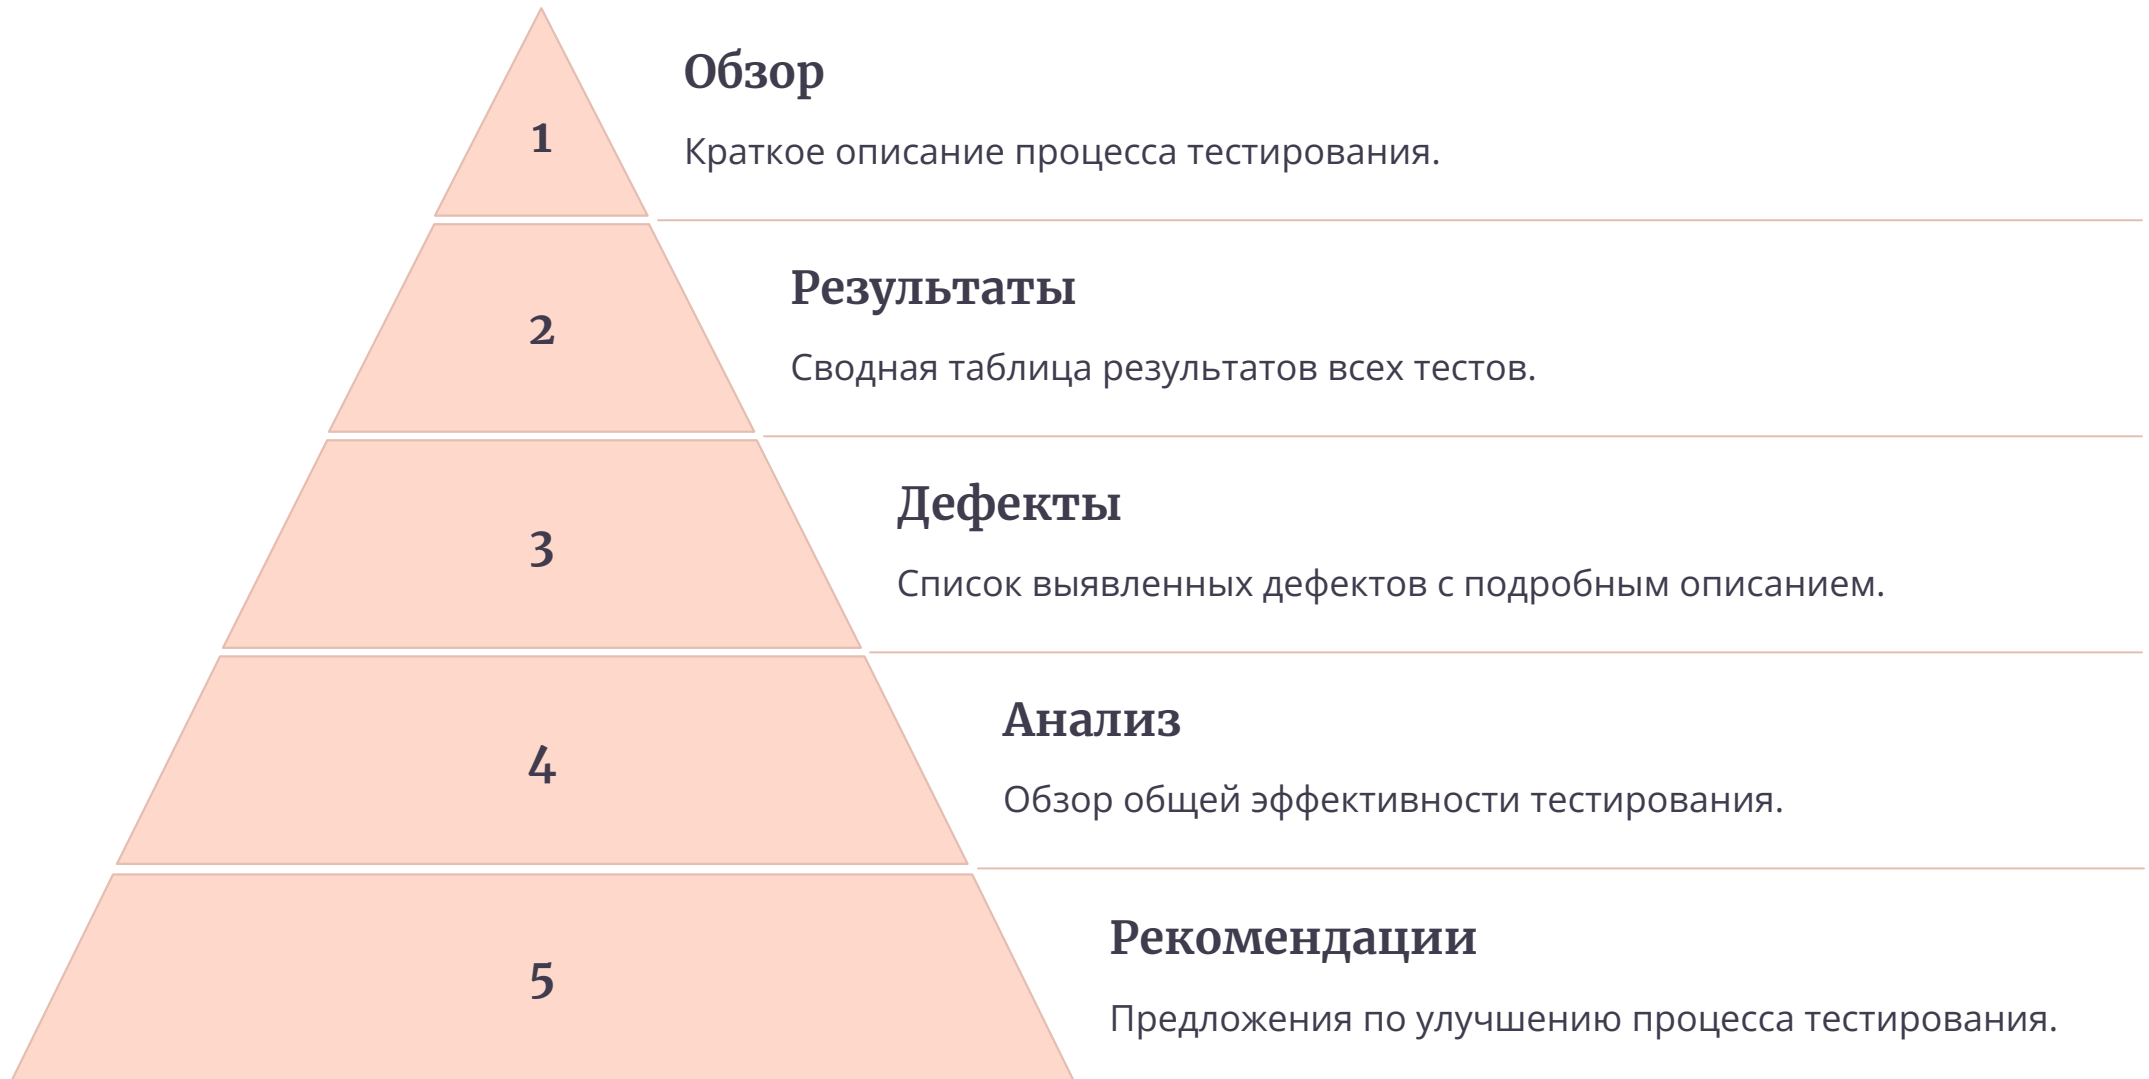 1
Обзор
Краткое описание процесса тестирования.
2
Результаты
Сводная таблица результатов всех тестов.
3
Дефекты
Список выявленных дефектов с подробным описанием.
4
Анализ
Обзор общей эффективности тестирования.
5
Рекомендации
Предложения по улучшению процесса тестирования.